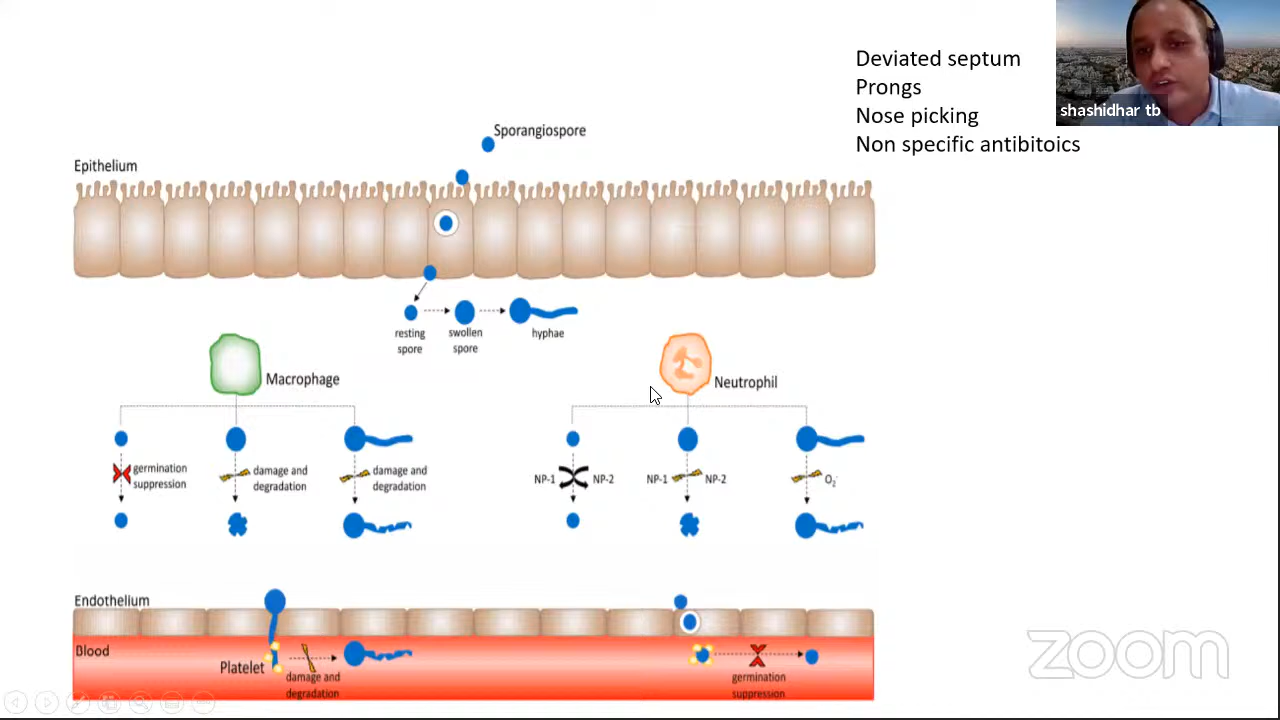 Deviated septum
Prongs
Nose picking
Non specific antibitoics
shashidhar tb
Sporangiospore
Epithelium
resting
spore
swollen
spore
hyphae
Macrophage
Neutrophil
germination
suppression
damage and
degradation
damage and
degradation
NP-1
NP-2
NP-1
NP-2
O₂⁻
Endothelium
Blood
Platelet
damage and
degradation
germination
suppression
zoom